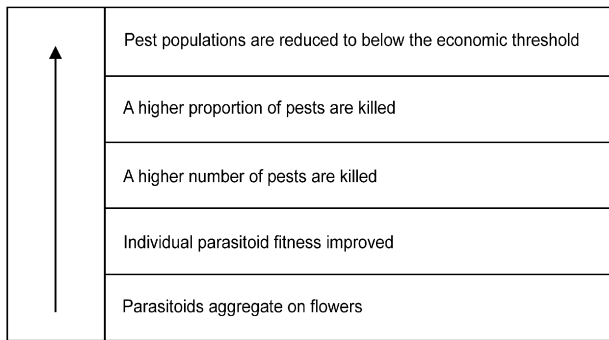 Pest populations are reduced to below the economic threshold
A higher proportion of pests are killed
A higher number of pests are killed
Individual parasitoid fitness improved
Parasitoids aggregate on flowers